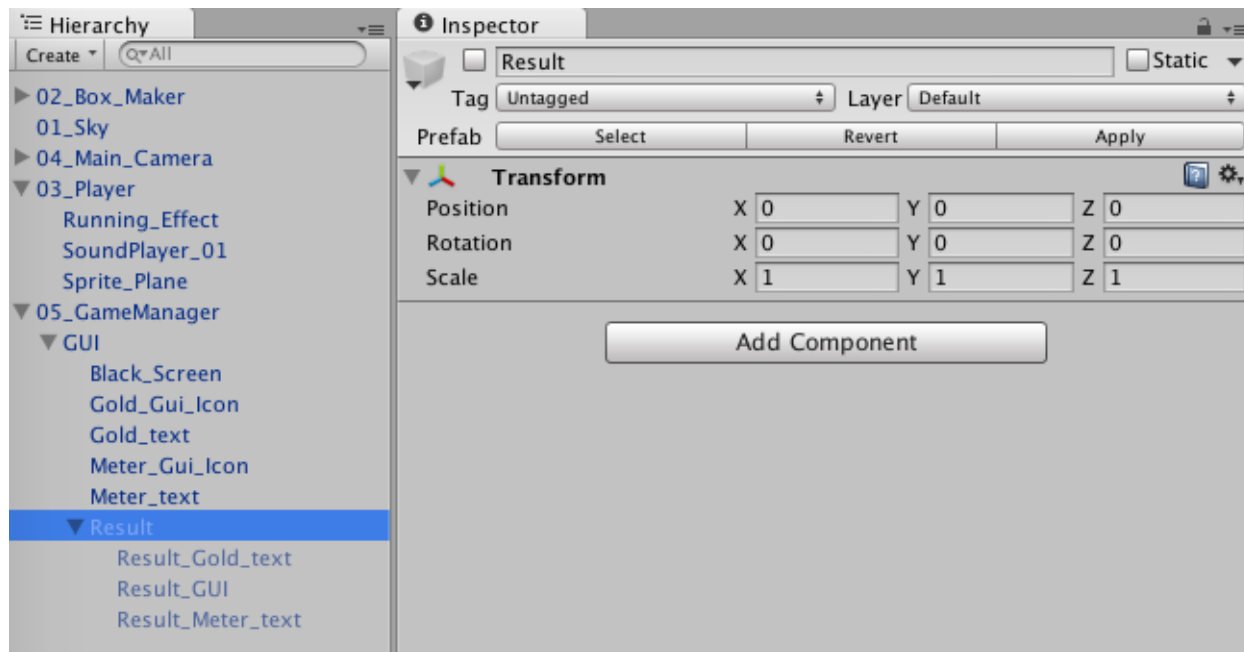 Hierarchy
Create All
02_Box_Maker
01_Sky
04_Main_Camera
03_Player
Running_Effect
SoundPlayer_01
Sprite_Plane
05_GameManager
GUI
Black_Screen
Gold_Gui_Icon
Gold_text
Meter_Gui_Icon
Meter_text
Result
Result_Gold_text
Result_GUI
Result_Meter_text
Inspector
Result Static
Tag Untagged Layer Default
Prefab Select Revert Apply
Transform
Position X 0 Y 0 Z 0
Rotation X 0 Y 0 Z 0
Scale X 1 Y 1 Z 1
Add Component